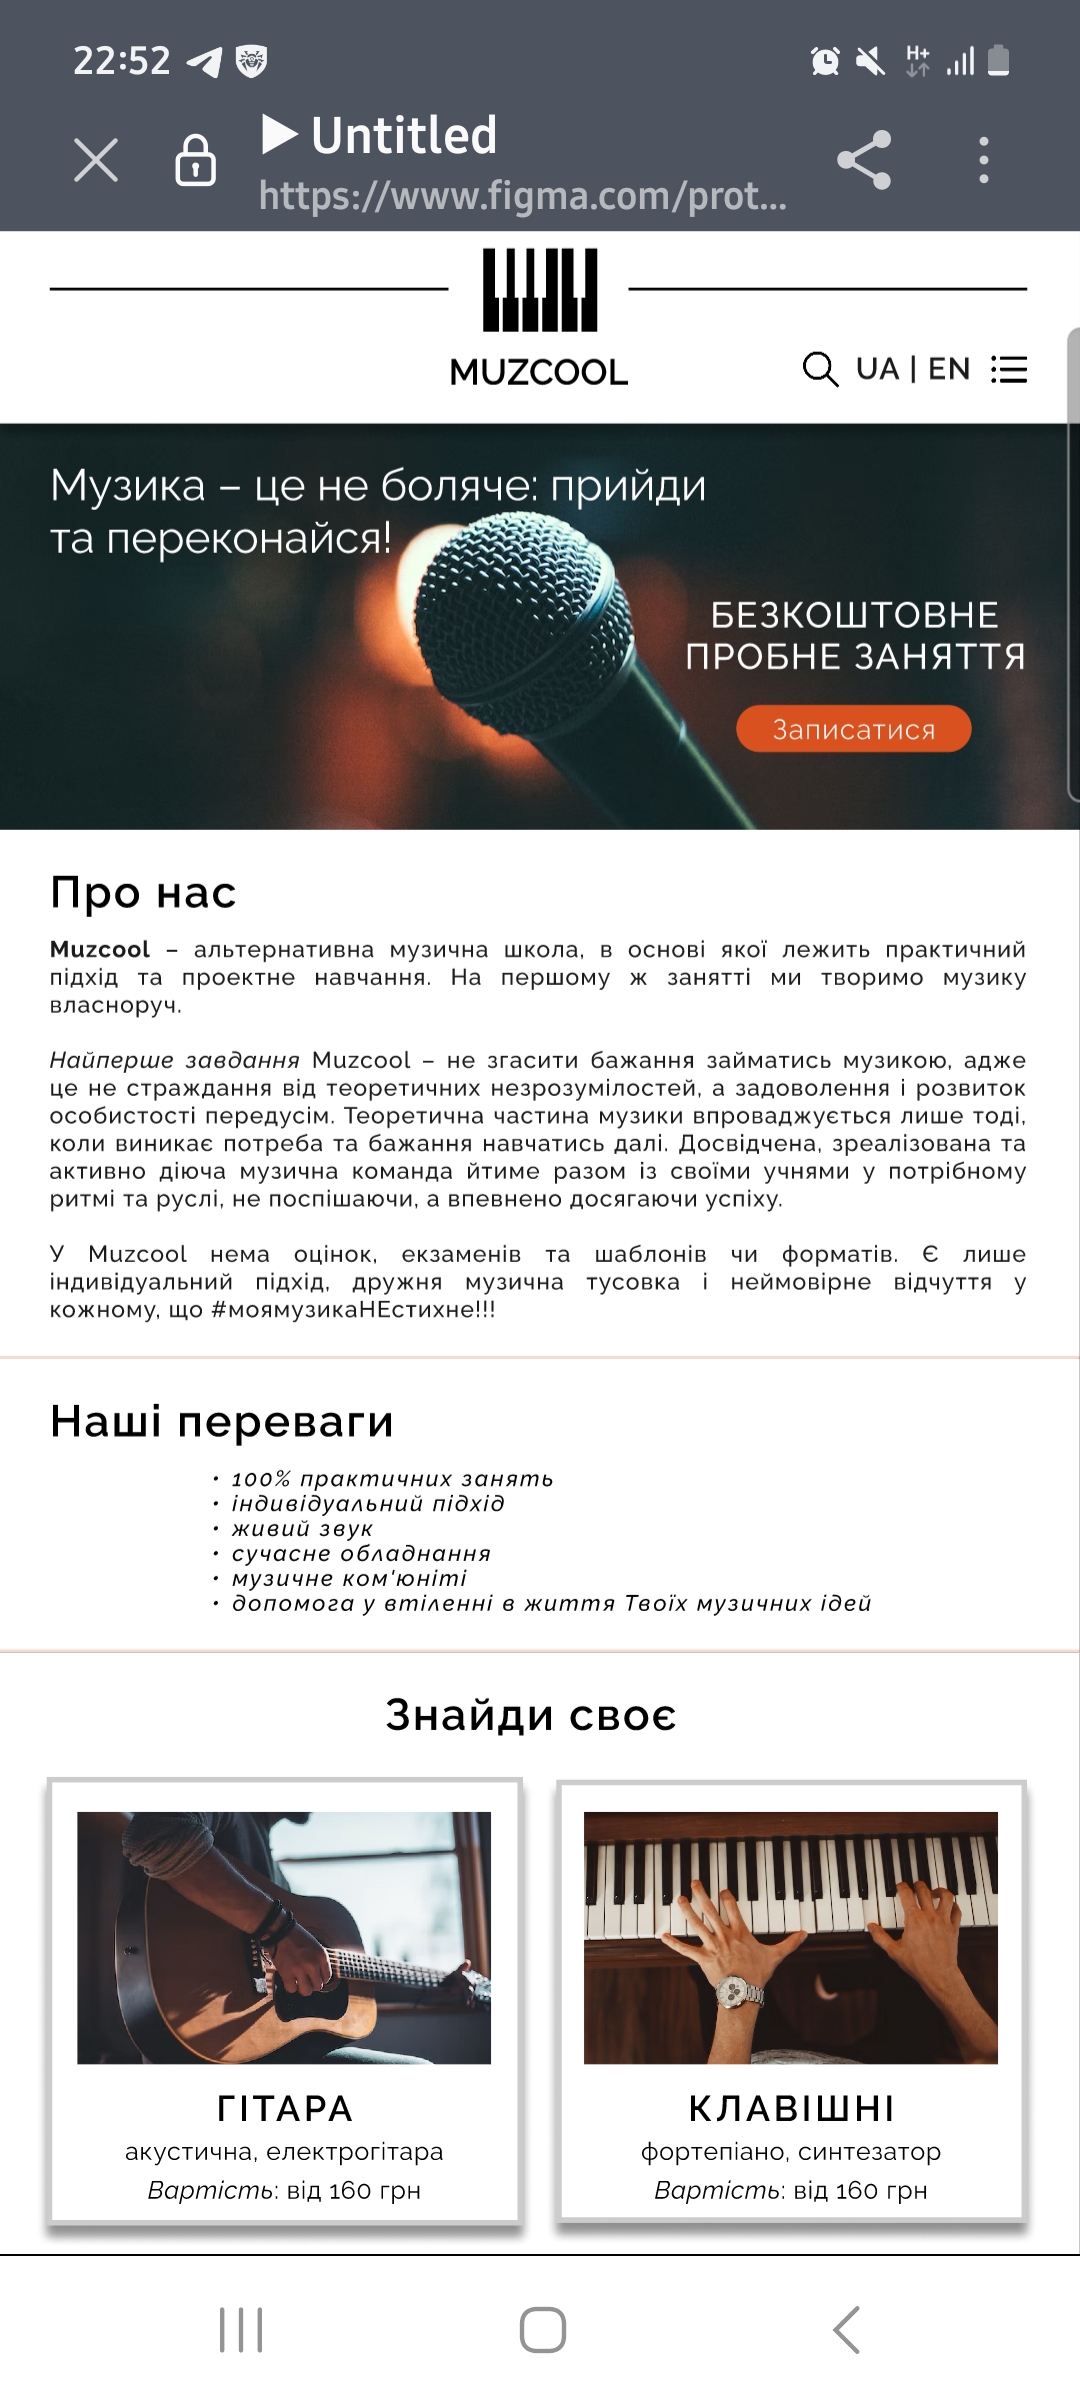 22:52
H+
Untitled
https://www.figma.com/prot...
MUZCOOL
UA | EN
Музика – це не боляче: прийди
та переконайся!
БЕЗКОШТОВНЕ
ПРОБНЕ ЗАНЯТТЯ
Записатися
Про нас
Muzcool – альтернативна музична школа, в основі якої лежить практичний
підхід та проектне навчання. На першому ж занятті ми творимо музику
власноруч.
Найперше завдання Muzcool – не згасити бажання займатись музикою, адже
це не страждання від теоретичних незрозумілостей, а задоволення і розвиток
особистості передусім. Теоретична частина музики впроваджується лише тоді,
коли виникає потреба та бажання навчатись далі. Досвідчена, зреалізована та
активно діюча музична команда йтиме разом із своїми учнями у потрібному
ритмі та руслі, не поспішаючи, а впевнено досягаючи успіху.
У Muzcool нема оцінок, екзаменів та шаблонів чи форматів. Є лише
індивідуальний підхід, дружня музична тусовка і неймовірне відчуття у
кожному, що #моямузикаНЕстихне!!!
Наші переваги
• 100% практичних занять
• індивідуальний підхід
• живий звук
• сучасне обладнання
• музичне ком'юніті
• допомога у втіленні в життя Твоїх музичних ідей
Знайди своє
ГІТАРА
акустична, електрогітара
Вартість: від 160 грн
КЛАВІШНІ
фортепіано, синтезатор
Вартість: від 160 грн